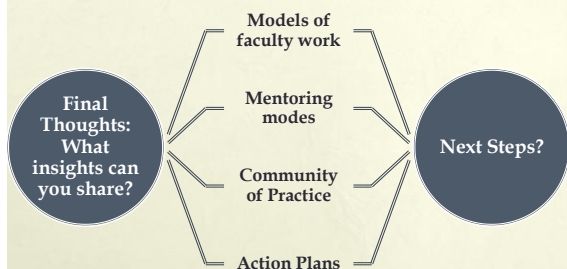 Final
Thoughts:
What
insights can
you share?
Models of
faculty work
Mentoring
modes
Community
of Practice
Action Plans
Next Steps?